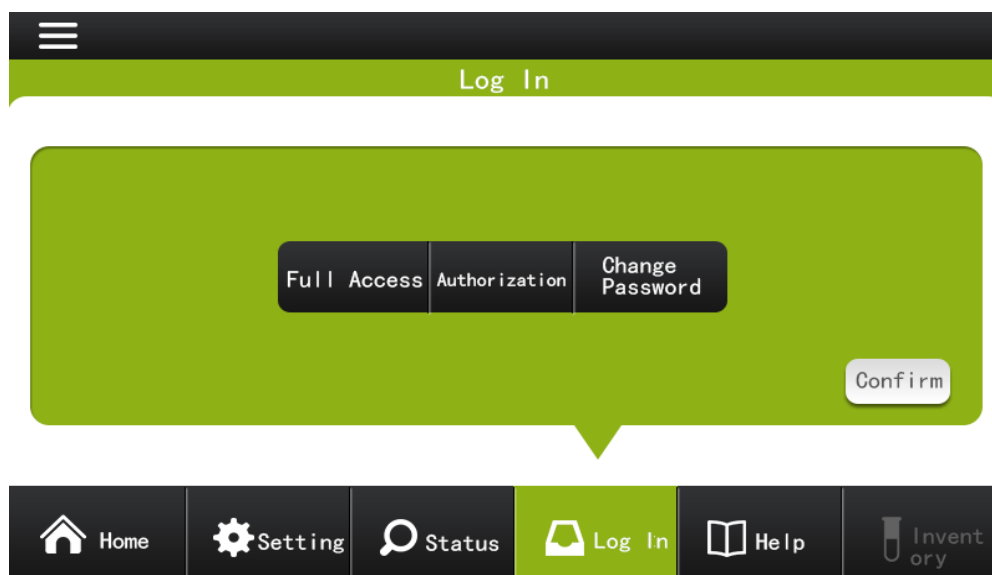 Log In
Full Access
Authorization
Change
Password
Confirm
Home
Setting
Status
Log In
Help
Invent
ory